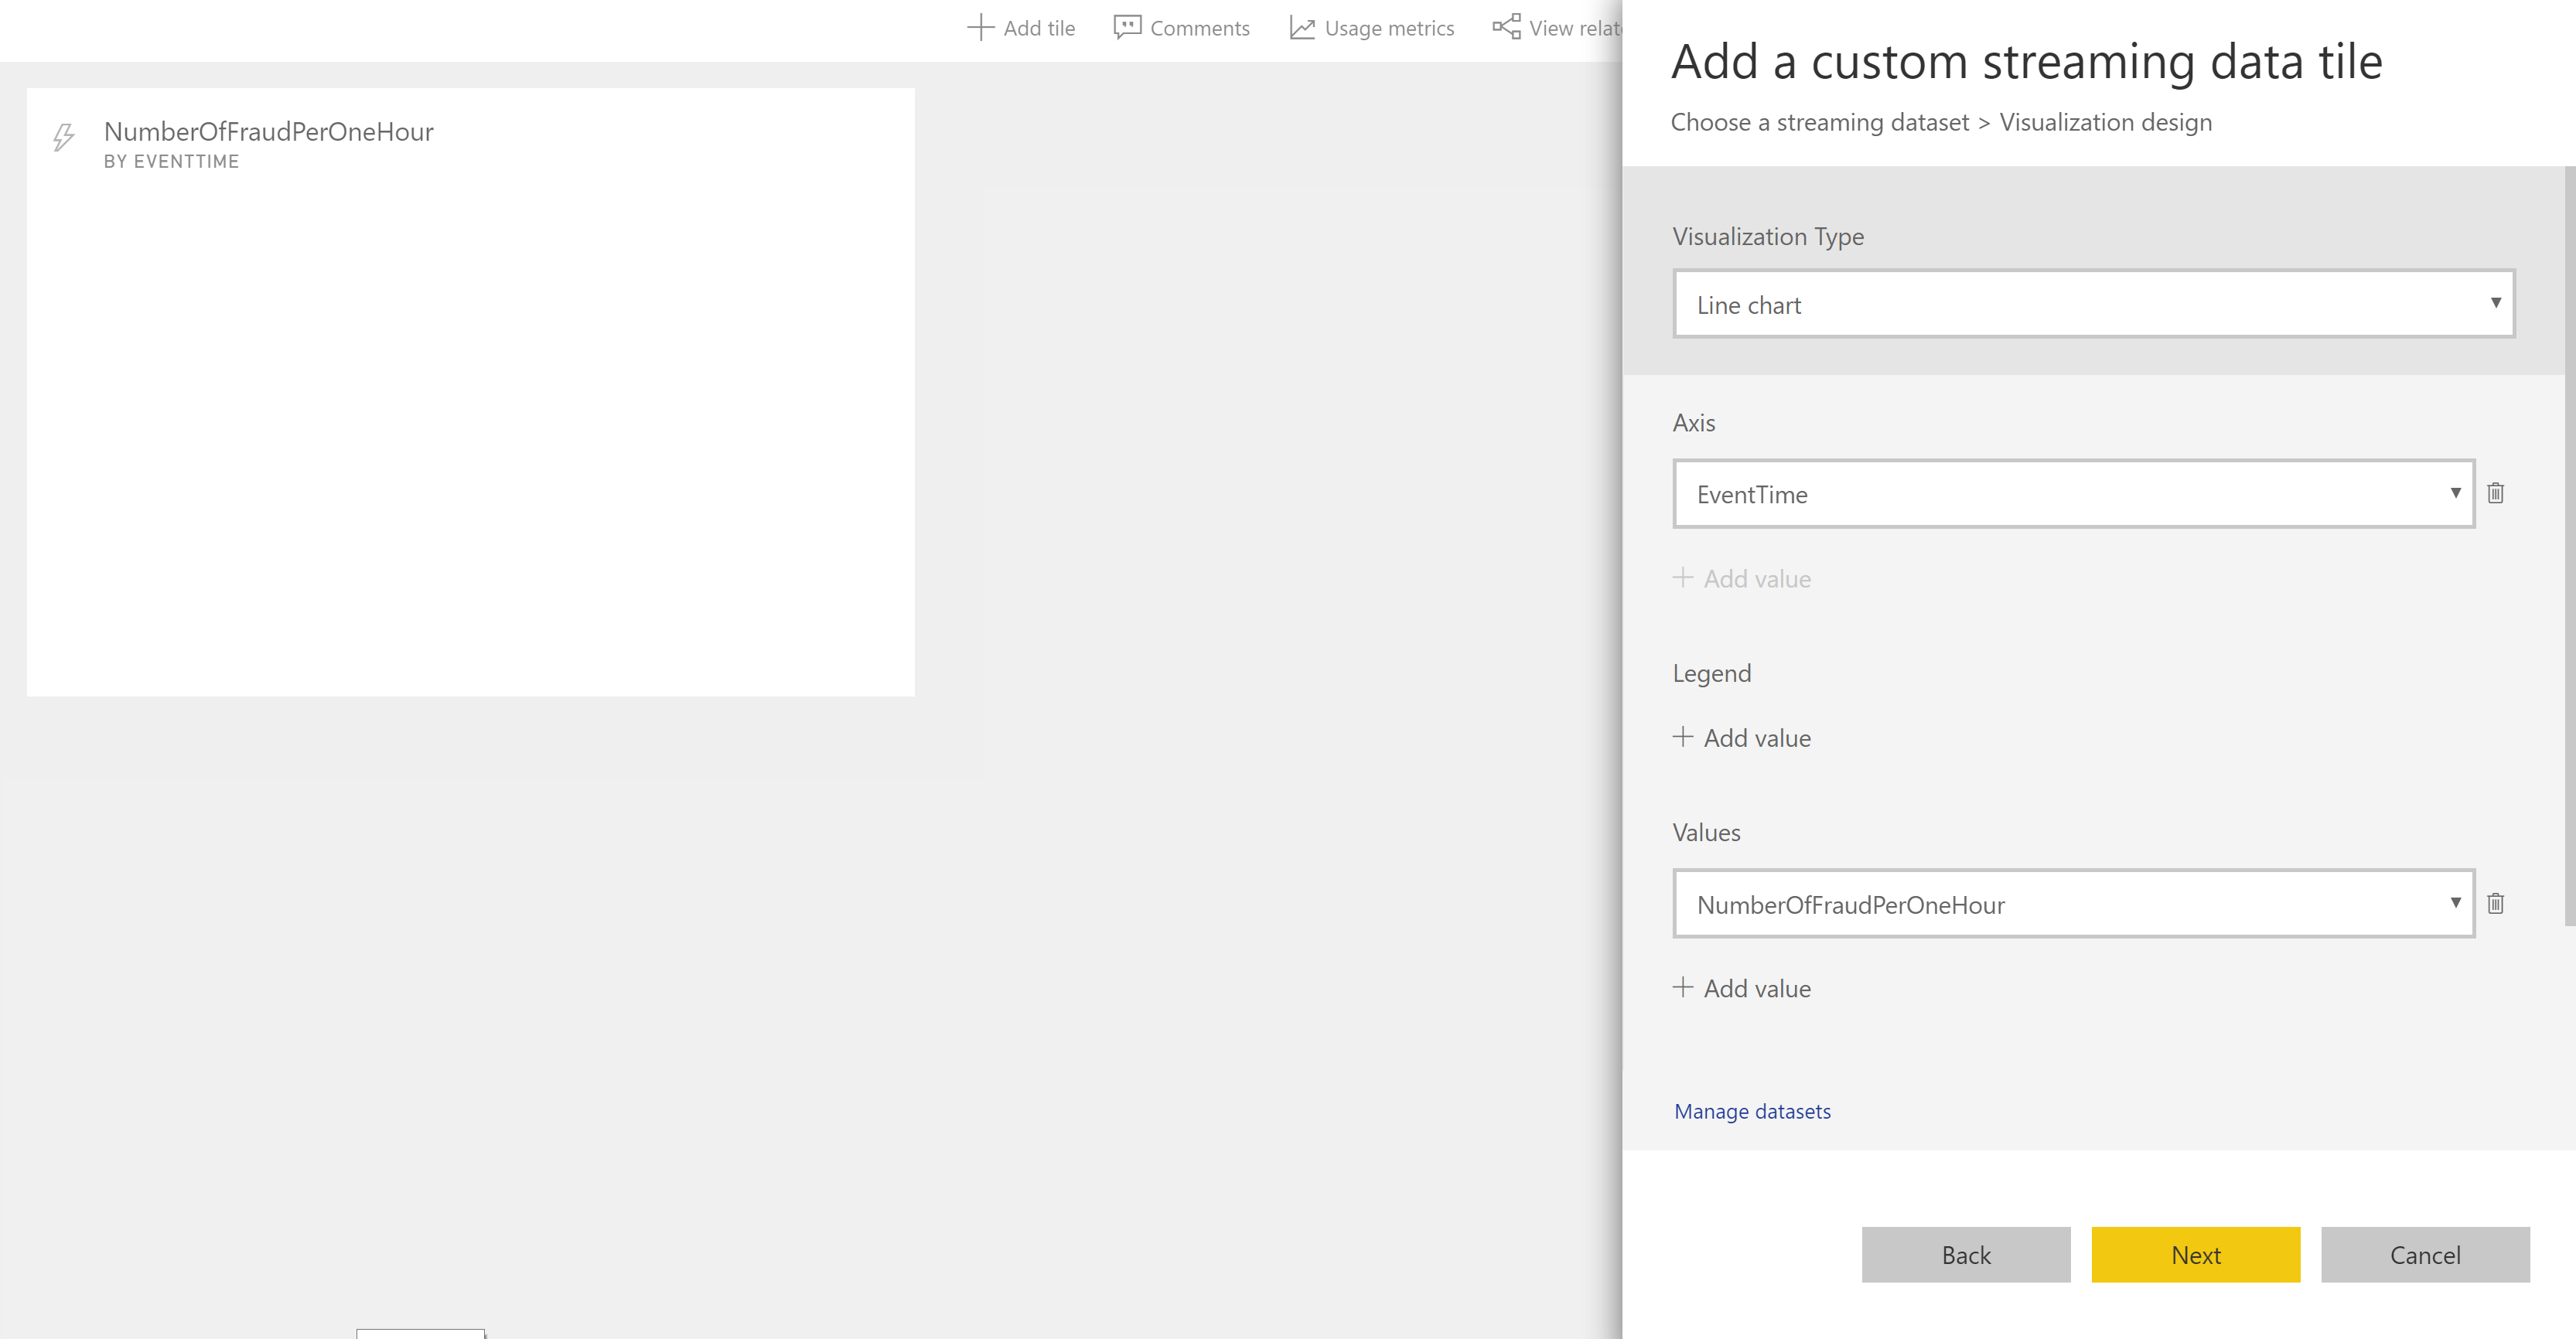 Add tile
Comments
Usage metrics
View relat
NumberOfFraudPerOneHour
BY EVENTTIME
Add a custom streaming data tile
Choose a streaming dataset > Visualization design
Visualization Type
Line chart
Axis
EventTime
Add value
Legend
Add value
Values
NumberOfFraudPerOneHour
Add value
Manage datasets
Back
Next
Cancel